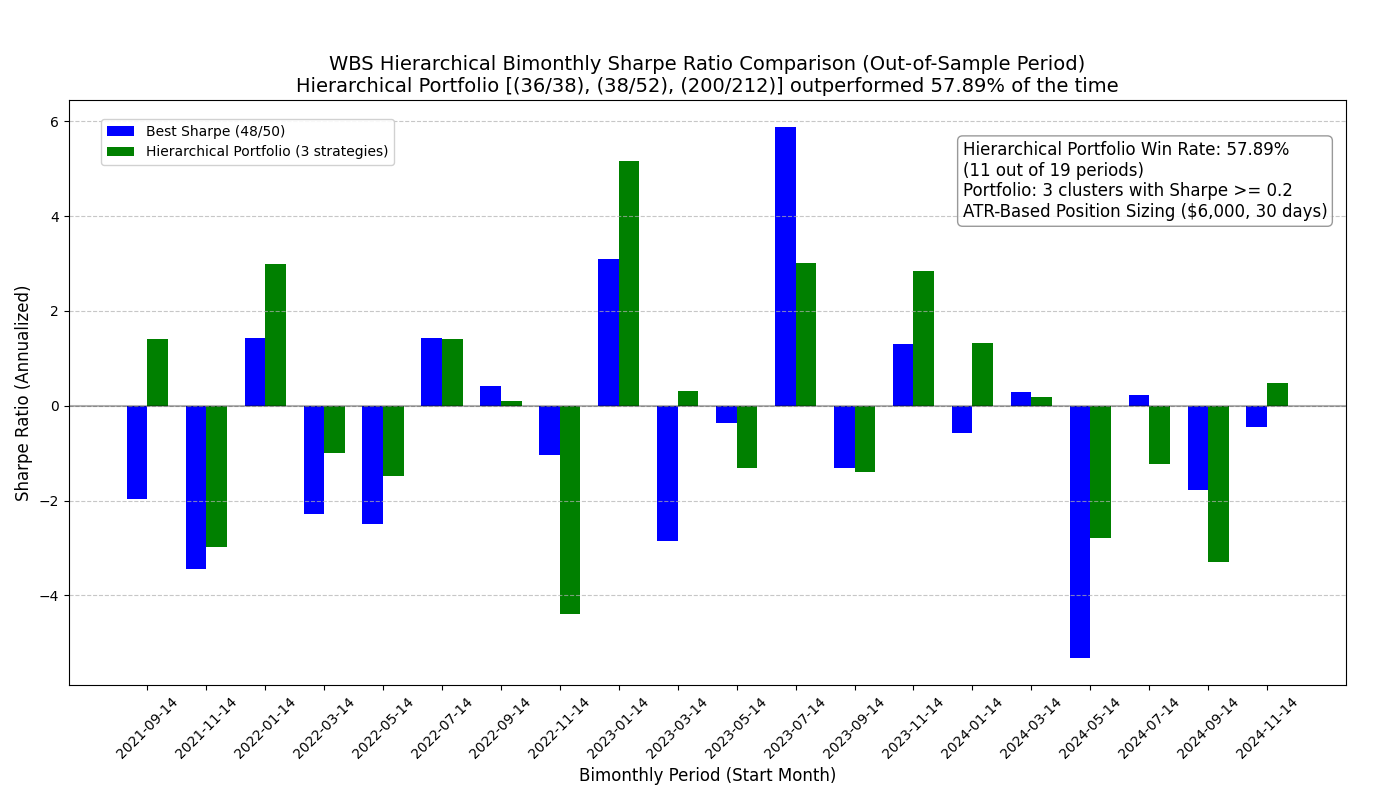 WBS Hierarchical Bimonthly Sharpe Ratio Comparison (Out-of-Sample Period)
Hierarchical Portfolio [(36/38), (38/52), (200/212)] outperformed 57.89% of the time
Best Sharpe (48/50)
Hierarchical Portfolio (3 strategies)
Hierarchical Portfolio Win Rate: 57.89%
(11 out of 19 periods)
Portfolio: 3 clusters with Sharpe >= 0.2
ATR-Based Position Sizing ($6,000, 30 days)
Sharpe Ratio (Annualized)
6
4
2
0
−2
−4
2021-09-14
2021-11-14
2022-01-14
2022-03-14
2022-05-14
2022-07-14
2022-09-14
2022-11-14
2023-01-14
2023-03-14
2023-05-14
2023-07-14
2023-09-14
2023-11-14
2024-01-14
2024-03-14
2024-05-14
2024-07-14
2024-09-14
2024-11-14
Bimonthly Period (Start Month)